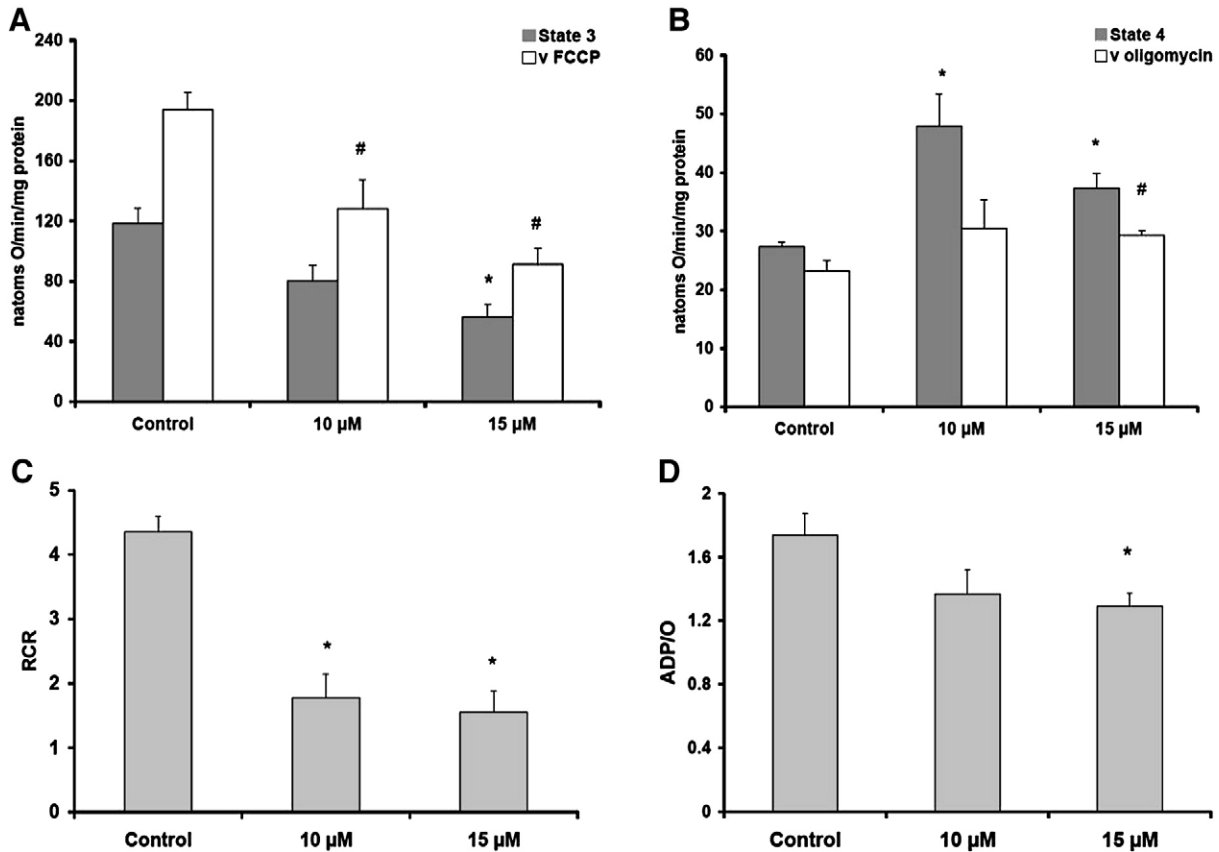 A
240
200
160
120
80
40
0
natoms O/min/mg protein
State 3
v FCCP
#
#
*
Control 10 µM 15 µM
B
60
50
40
30
20
10
0
natoms O/min/mg protein
State 4
v oligomycin
*
*
#
Control 10 µM 15 µM
C
5
4
3
2
1
0
RCR
*
*
Control 10 µM 15 µM
D
2
1.6
1.2
0.8
0.4
0
ADP/O
*
Control 10 µM 15 µM